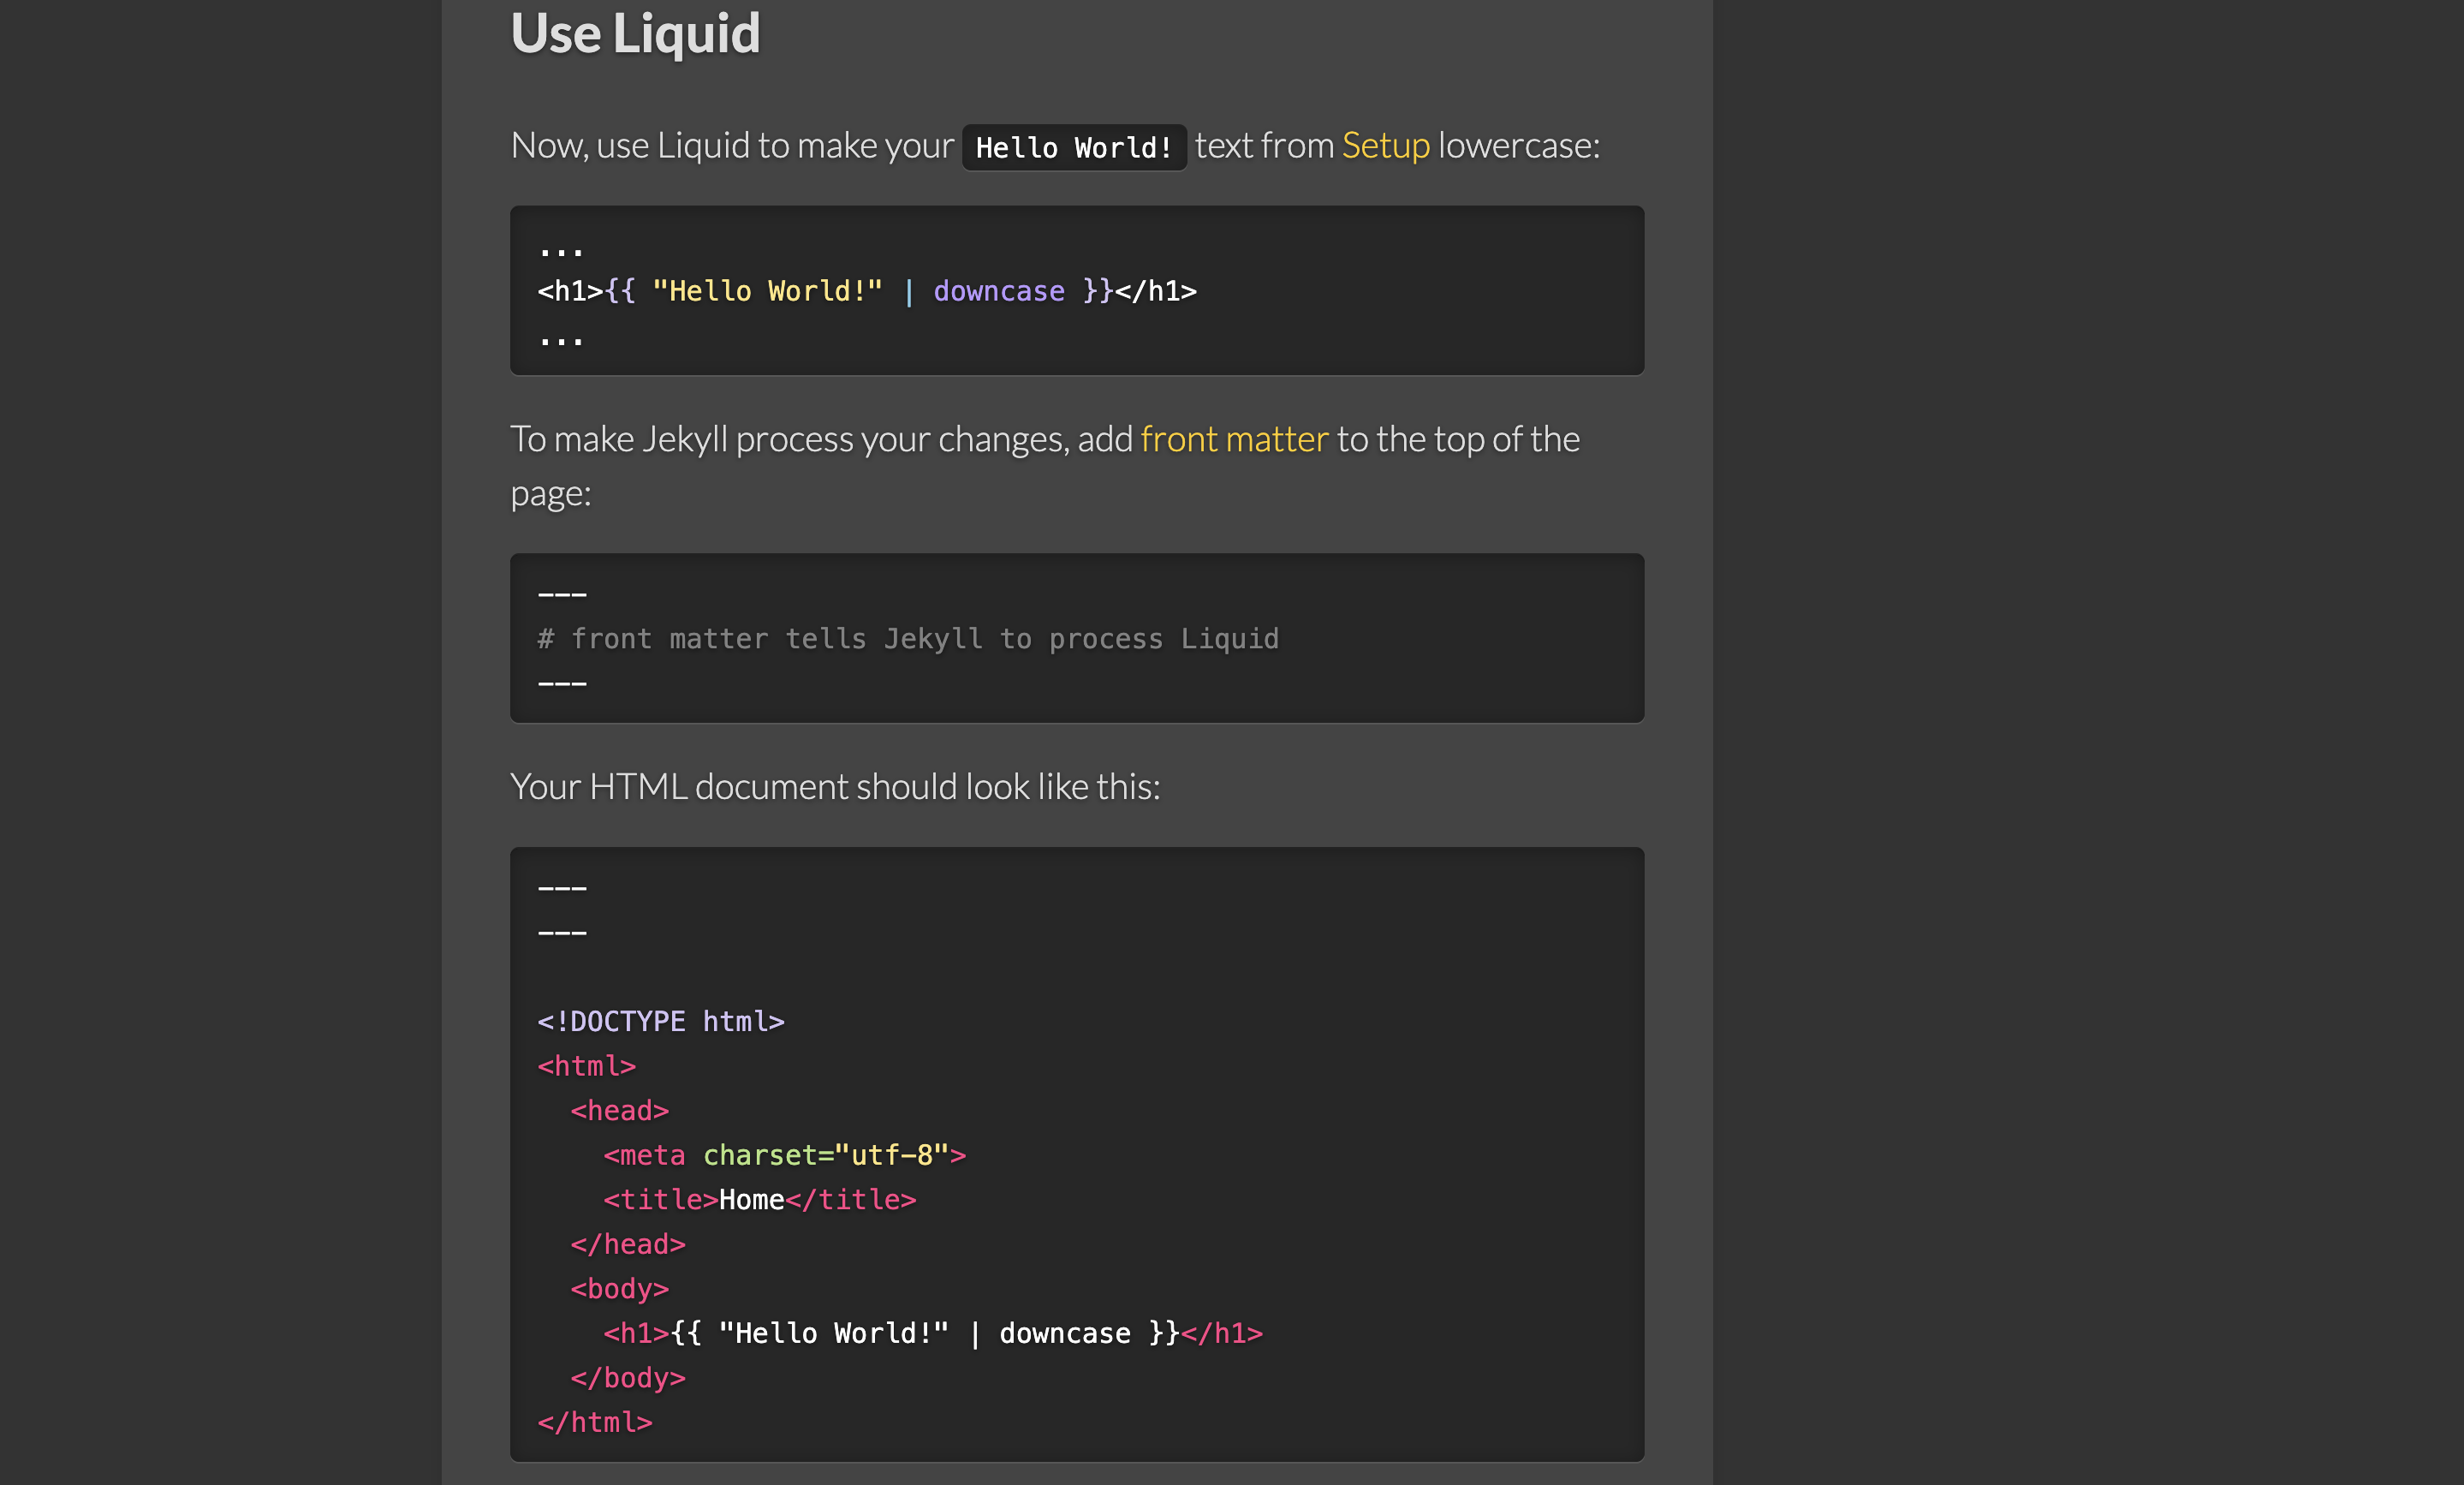 Use Liquid
Now, use Liquid to make your Hello World! text from Setup lowercase:
...
<h1>{{ "Hello World!" | downcase }}</h1>
...
To make Jekyll process your changes, add front matter to the top of the
page:
---
# front matter tells Jekyll to process Liquid
---
Your HTML document should look like this:
---
---
<!DOCTYPE html>
<html>
  <head>
    <meta charset="utf-8">
    <title>Home</title>
  </head>
  <body>
    <h1>{{ "Hello World!" | downcase }}</h1>
  </body>
</html>